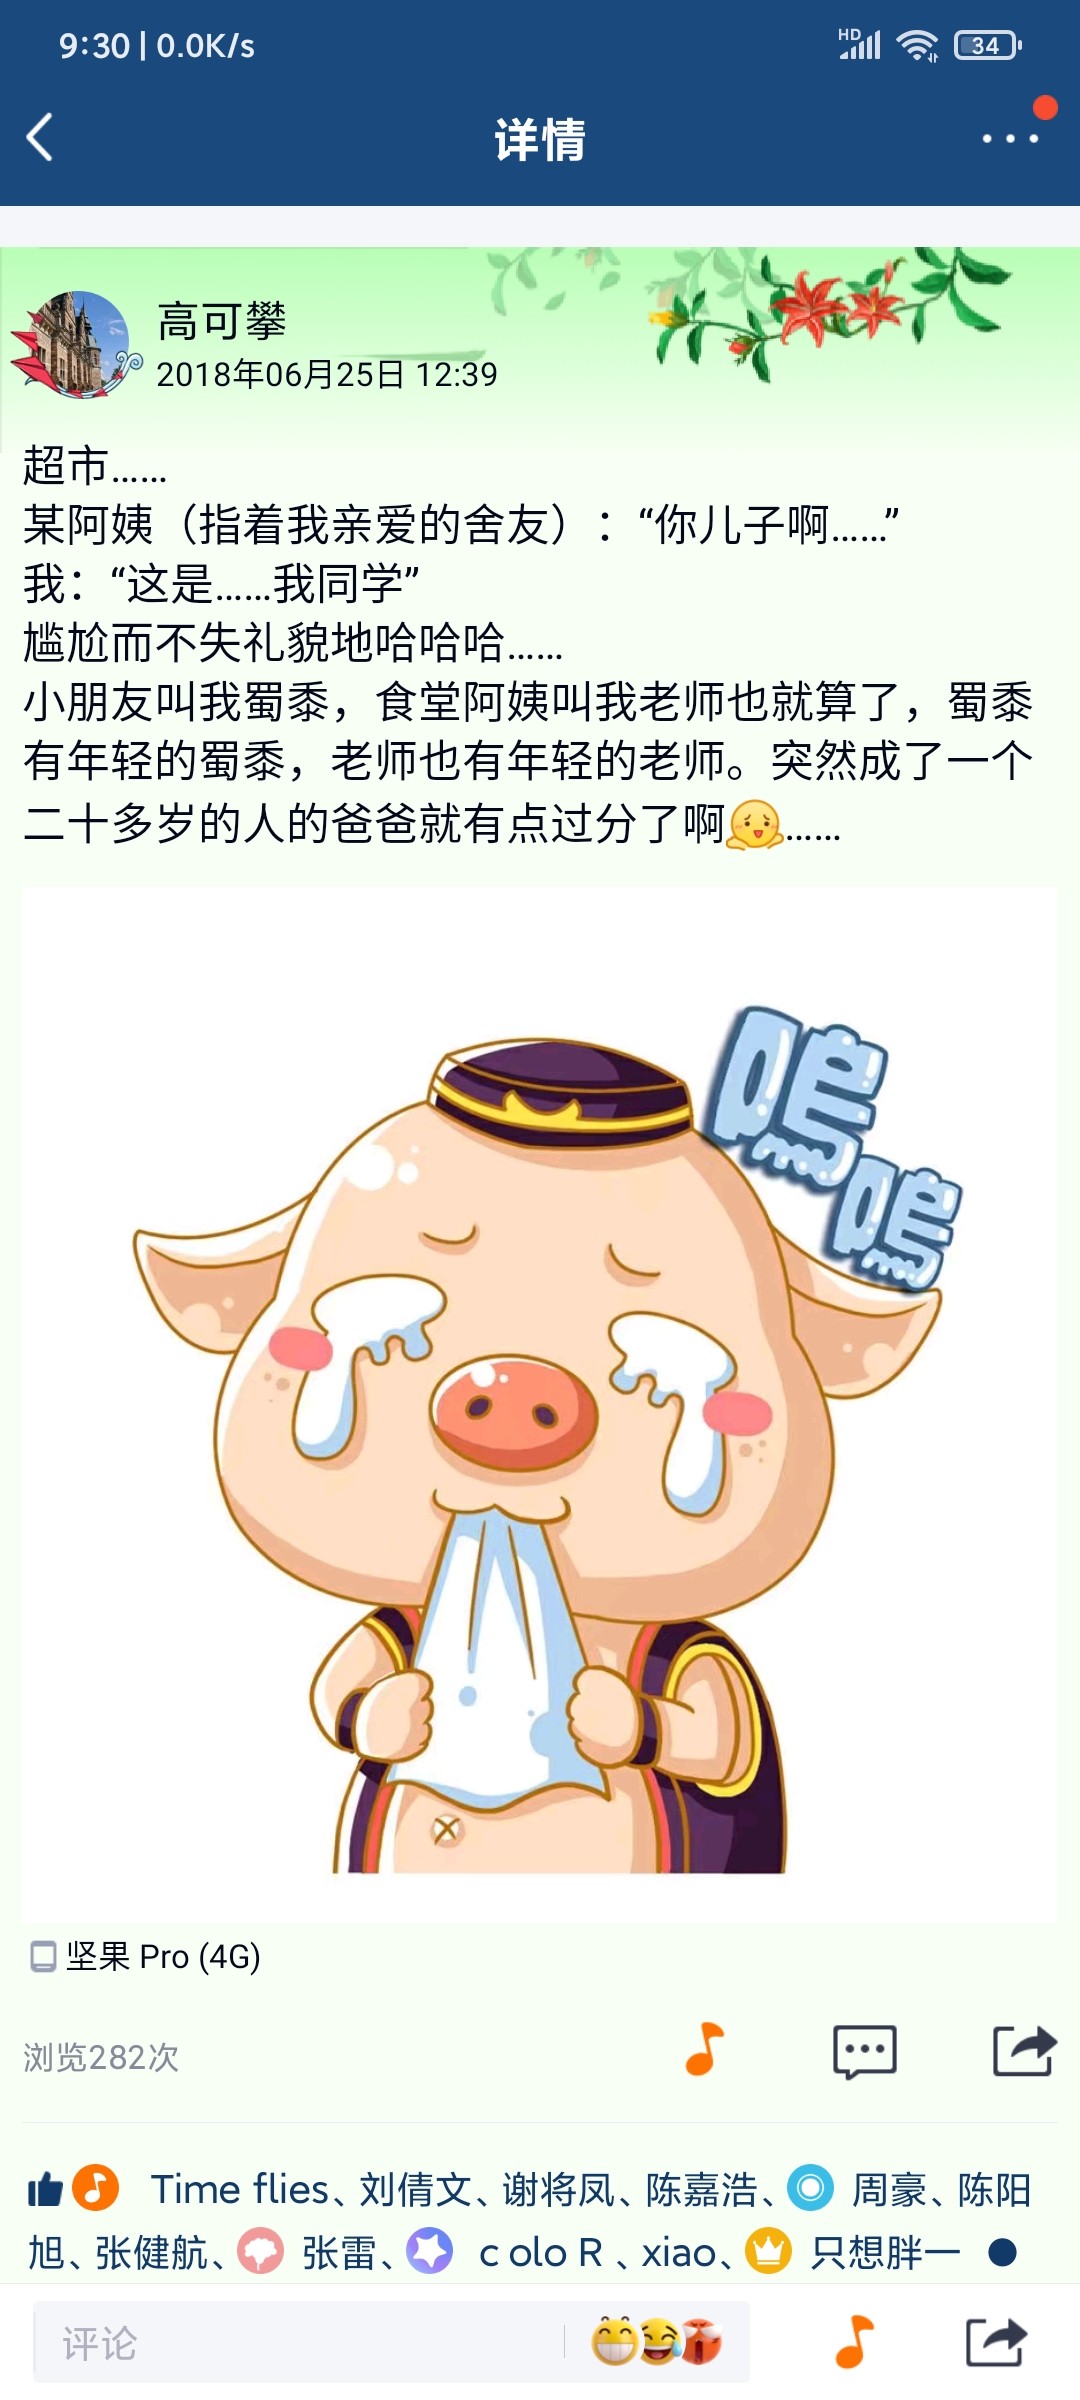 9:30 | 0.0K/s
HD
34
详情
高可攀
2018年06月25日 12:39
超市......
某阿姨（指着我亲爱的舍友）：“你儿子啊......”
我：“这是......我同学”
尴尬而不失礼貌地哈哈哈......
小朋友叫我蜀黍，食堂阿姨叫我老师也就算了，蜀黍
有年轻的蜀黍，老师也有年轻的老师。突然成了一个
二十多岁的人的爸爸就有点过分了啊......
嗚
嗚
坚果 Pro (4G)
浏览282次
Time flies、刘倩文、谢将凤、陈嘉浩、周豪、陈阳
旭、张健航、张雷、c olo R 、xiao、只想胖一
评论